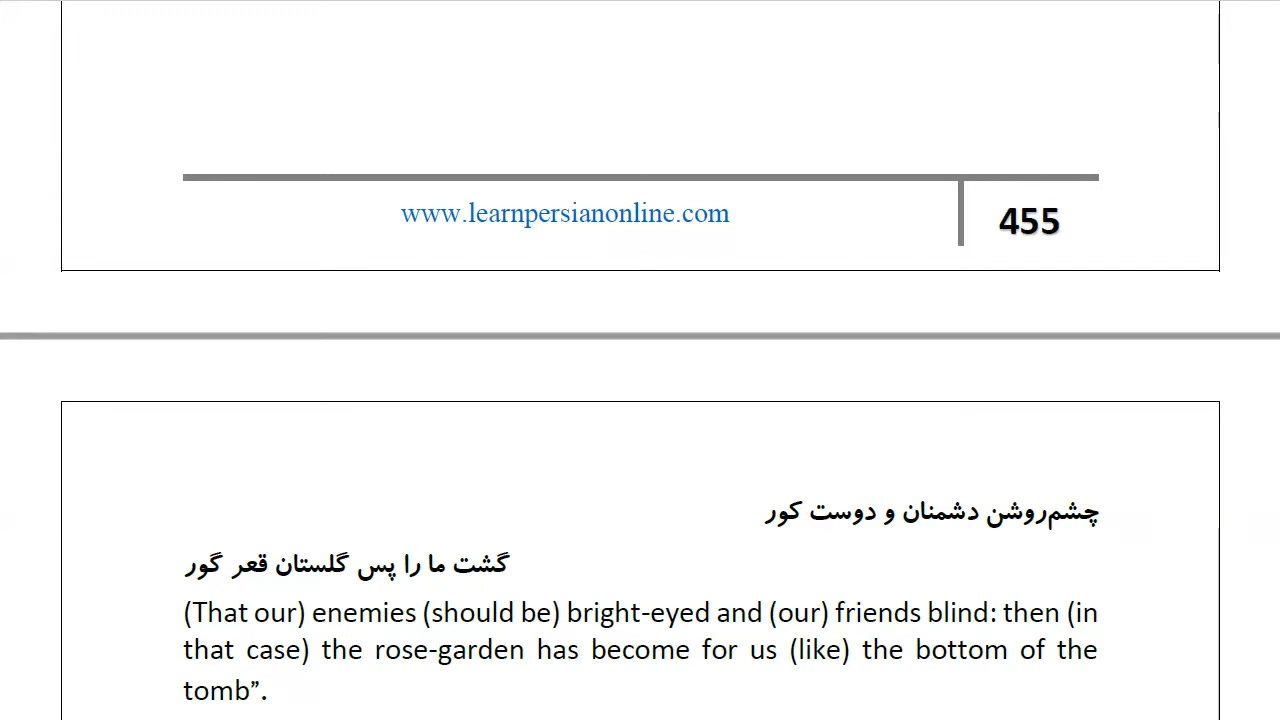 www.learnpersianonline.com
455
چشم‌روشن دشمنان و دوست کور
گشت ما را پس گلستان قعر گور
(That our) enemies (should be) bright-eyed and (our) friends blind: then (in
that case) the rose-garden has become for us (like) the bottom of the
tomb”.